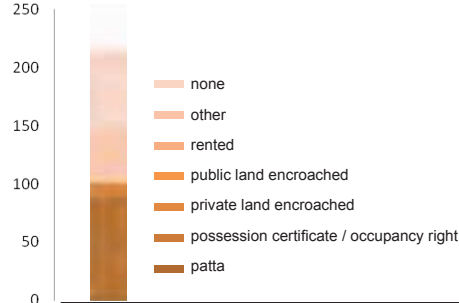 250
200
150
100
50
0
none
other
rented
public land encroached
private land encroached
possession certificate / occupancy right
patta